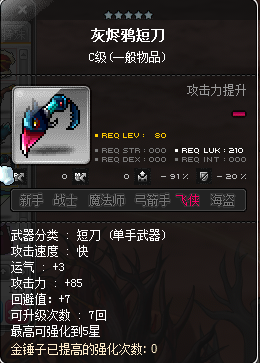 灰烬鸦短刀
C级(一般物品)
攻击力提升
REQ LEV : 80
REQ STR : 000 REQ LUK : 210
REQ DEX : 000 REQ INT : 000
0 0 0 - 91 % - 20 %
新手 战士 魔法师 弓箭手 飞侠 海盗
武器分类 : 短刀 (单手武器)
攻击速度 : 快
运气 : +3
攻击力 : +85
回避值: +7
可升级次数 : 7回
最高可强化到5星
金锤子已提高的强化次数: 0